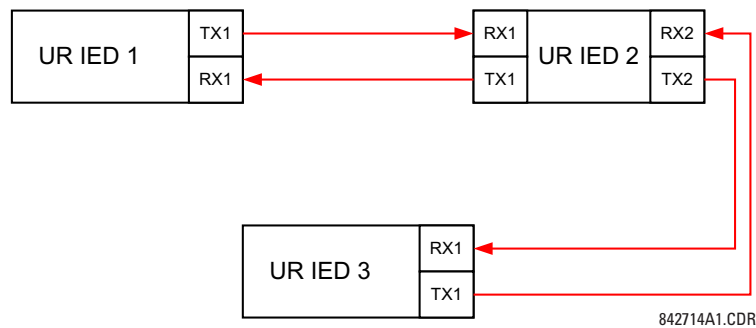 UR IED 1
TX1
RX1
RX1
TX1
UR IED 2
RX2
TX2
UR IED 3
RX1
TX1
842714A1.CDR